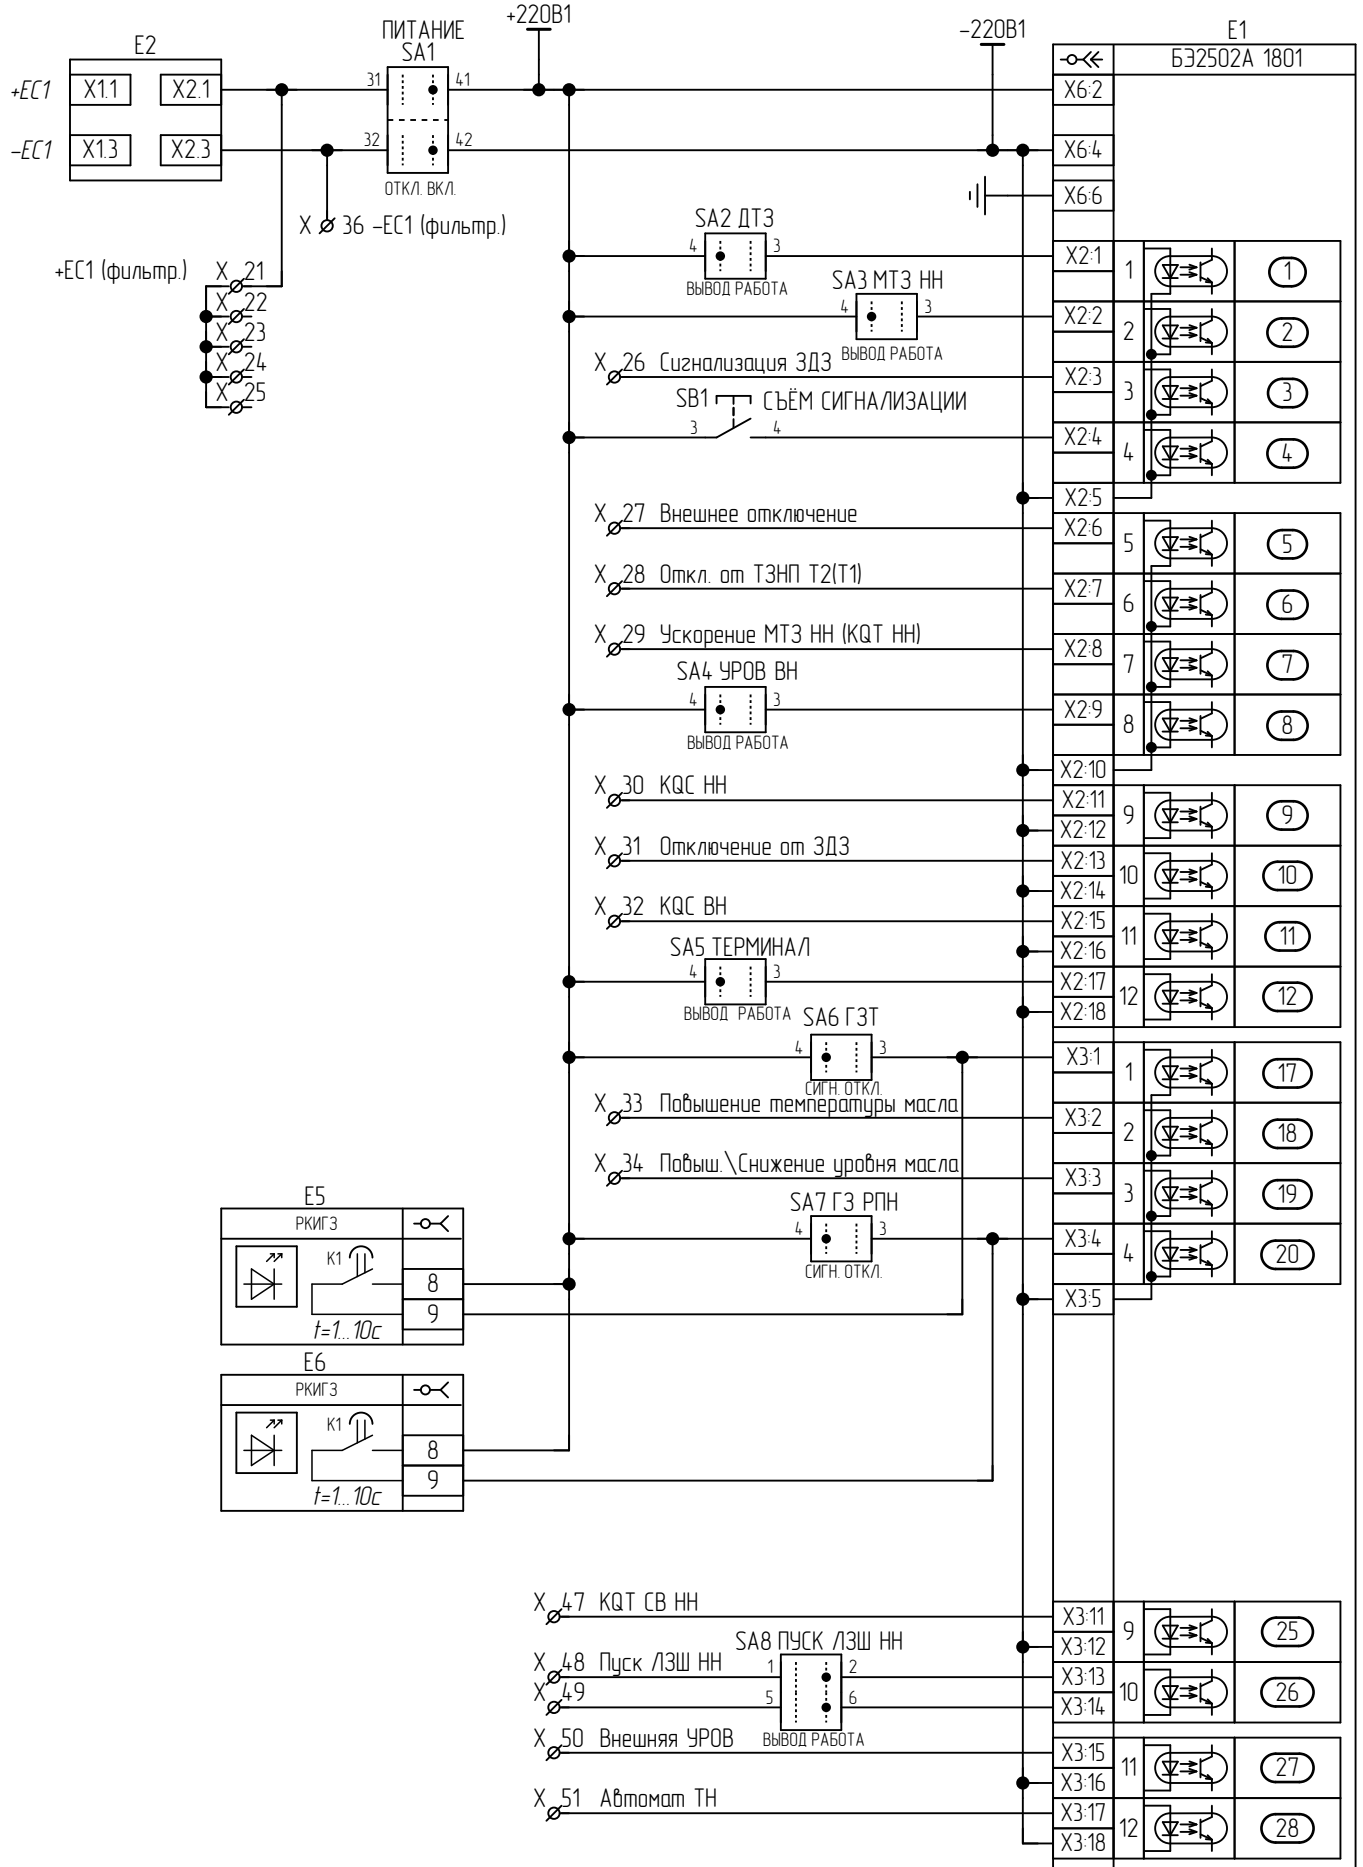 +220В1
–220В1
E2
ПИТАНИЕ
SA1
E1
БЭ2502А 1801
+EC1
X1.1
X2.1
31
41
X6:2
–EC1
X1.3
X2.3
32
42
X6:4
ОТКЛ. ВКЛ.
X6:6
X 36 –EC1 (фильтр.)
SA2 ДТЗ
4
3
ВЫВОД РАБОТА
X2:1
1
1
+EC1 (фильтр.)
X 21
X 22
X 23
X 24
X 25
SA3 МТЗ НН
4
3
ВЫВОД РАБОТА
X2:2
2
2
X 26 Сигнализация ЗДЗ
X2:3
3
3
SB1
СЪЁМ СИГНАЛИЗАЦИИ
3
4
X2:4
4
4
X2:5
X 27 Внешнее отключение
X2:6
5
5
X 28 Откл. от ТЗНП Т2(Т1)
X2:7
6
6
X 29 Ускорение МТЗ НН (KQT НН)
X2:8
7
7
SA4 УРОВ ВН
4
3
ВЫВОД РАБОТА
X2:9
8
8
X2:10
X 30 KQC НН
X2:11
9
9
X2:12
X 31 Отключение от ЗДЗ
X2:13
10
10
X2:14
X 32 KQC ВН
X2:15
11
11
X2:16
SA5 ТЕРМИНАЛ
4
3
ВЫВОД РАБОТА
X2:17
12
12
X2:18
SA6 ГЗТ
4
3
СИГН. ОТКЛ.
X3:1
1
17
X 33 Повышение температуры масла
X3:2
2
18
X 34 Повыш.\Снижение уровня масла
X3:3
3
19
SA7 ГЗ РПН
4
3
СИГН. ОТКЛ.
X3:4
4
20
X3:5
E5
РКИГЗ
K1
8
9
t=1...10с
E6
РКИГЗ
K1
8
9
t=1...10с
X 47 KQT СВ НН
X3:11
9
25
X3:12
SA8 ПУСК ЛЗШ НН
X 48 Пуск ЛЗШ НН
1
2
X3:13
10
26
X 49
5
6
X3:14
ВЫВОД РАБОТА
X 50 Внешняя УРОВ
X3:15
11
27
X3:16
X 51 Автомат ТН
X3:17
12
28
X3:18